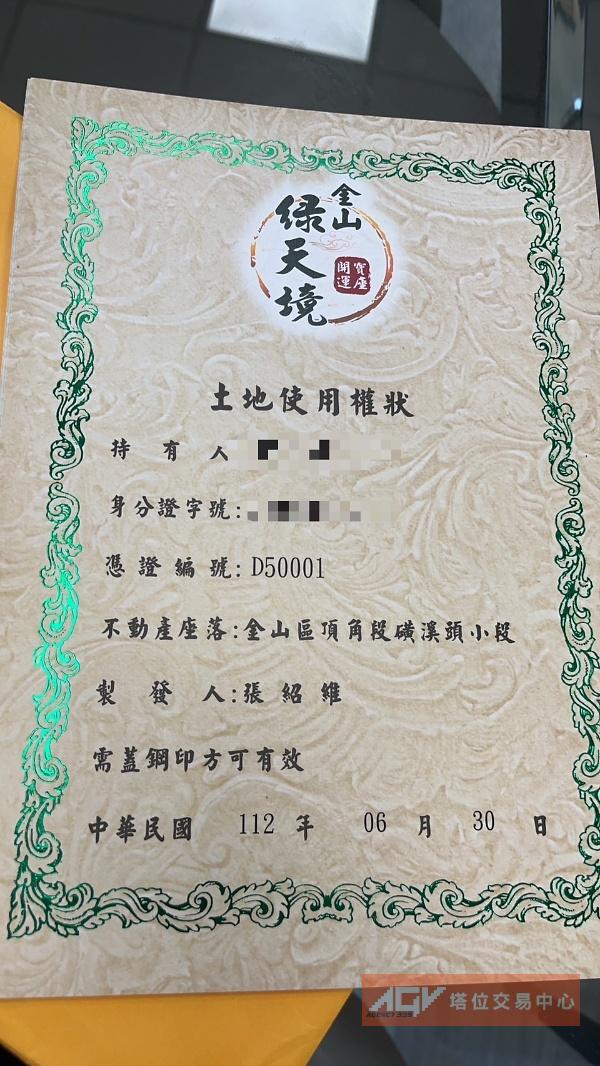 金山
綠天境
開運寶座
土地使用權狀
持有人
身分證字號:
憑證編號: D50001
不動產座落:金山區頂角段磺溪頭小段
製發人:張紹維
需蓋鋼印方可有效
中華民國 112 年 06 月 30 日
AGV 塔位交易中心
AGENCY 339